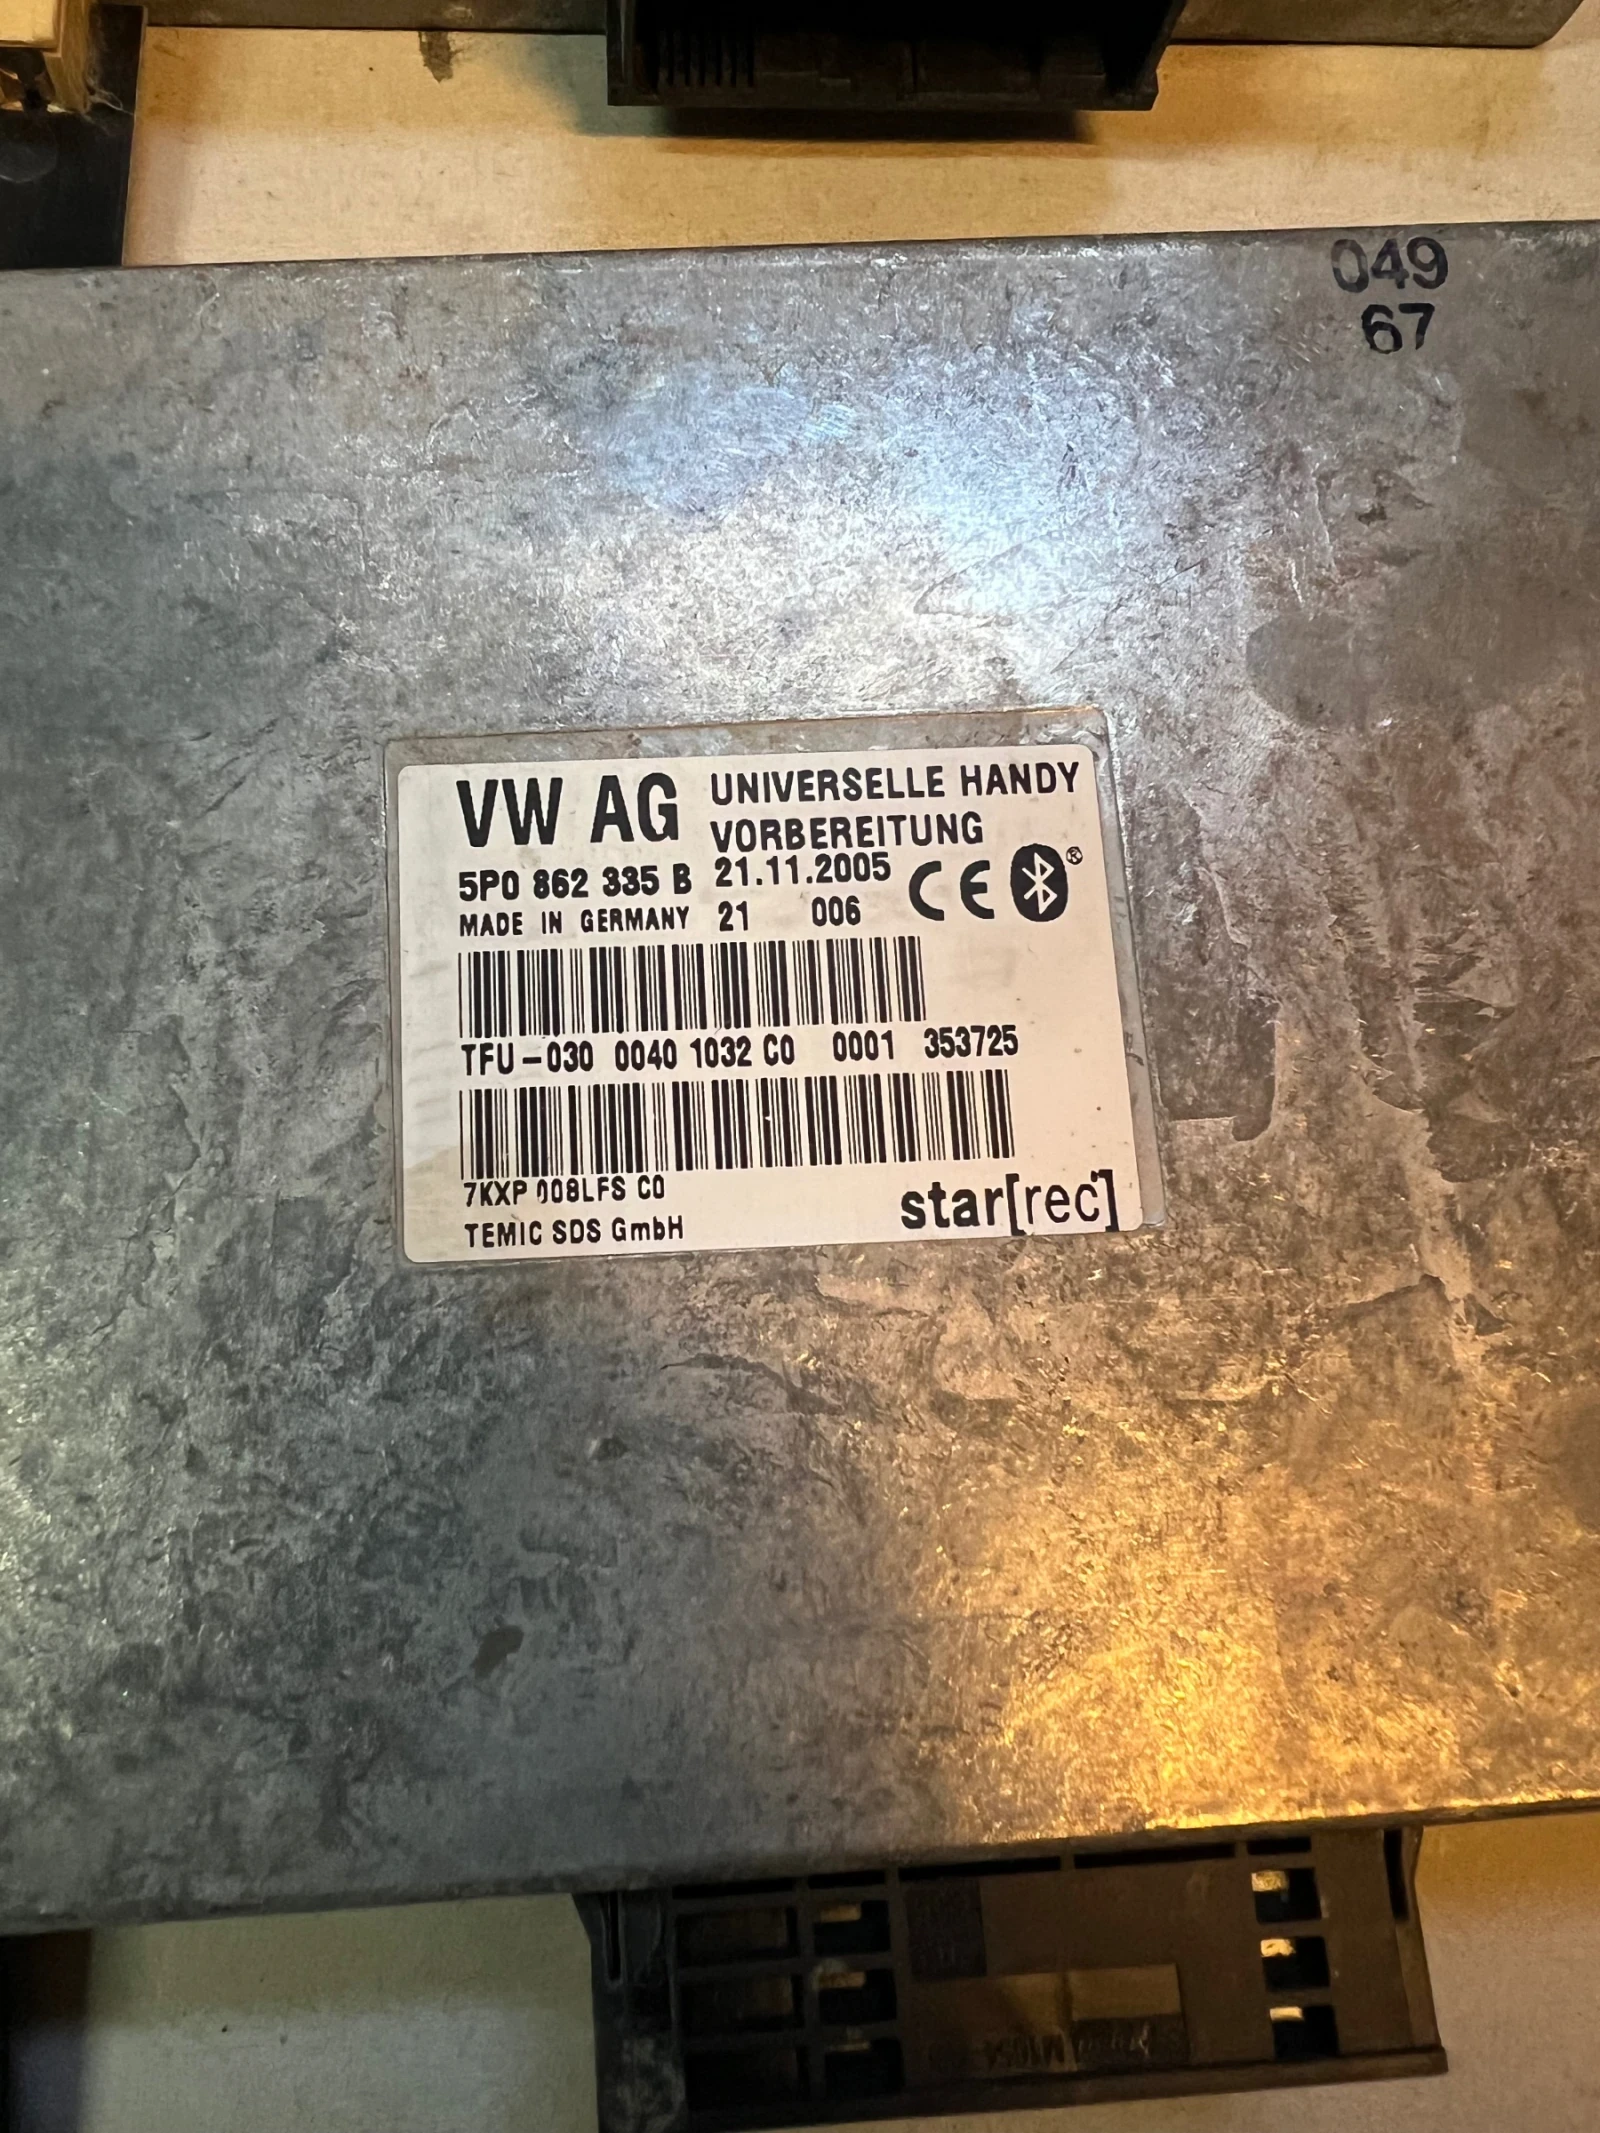 049
67
VW AG UNIVERSELLE HANDY
VORBEREITUNG
5P0 862 335 B 21.11.2005 CE ®
MADE IN GERMANY 21 006
TFU-030 0040 1032 C0 0001 353725
7KXP 008LFS C0
TEMIC SDS GmbH star[rec]